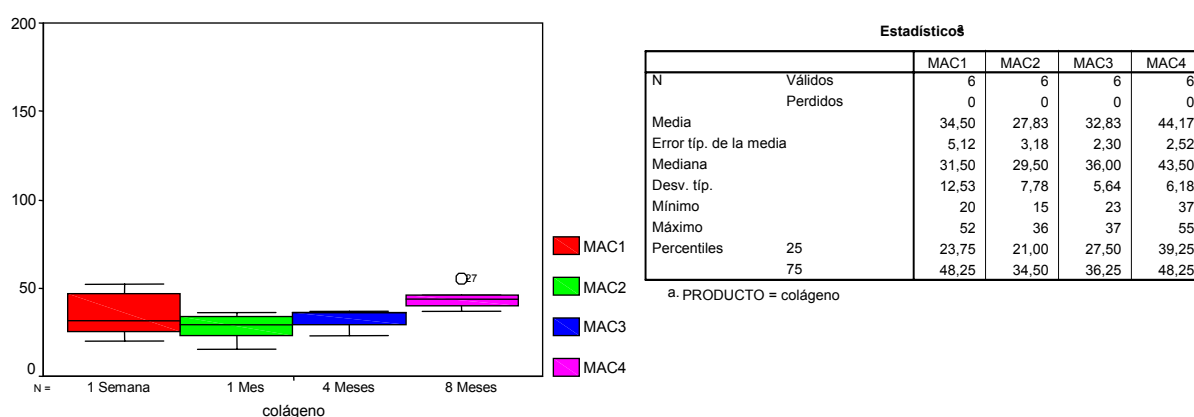 200
150
100
50
0
27
N =
1 Semana 1 Mes 4 Meses 8 Meses
colágeno
MAC1
MAC2
MAC3
MAC4
Estadísticos a
MAC1 MAC2 MAC3 MAC4
N Válidos 6 6 6 6
Perdidos 0 0 0 0
Media 34,50 27,83 32,83 44,17
Error típ. de la media 5,12 3,18 2,30 2,52
Mediana 31,50 29,50 36,00 43,50
Desv. típ. 12,53 7,78 5,64 6,18
Mínimo 20 15 23 37
Máximo 52 36 37 55
Percentiles 25 23,75 21,00 27,50 39,25
75 48,25 34,50 36,25 48,25
a. PRODUCTO = colágeno